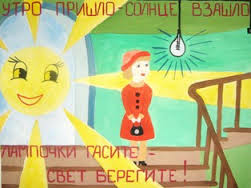 УТРО ПРИШЛО-СОЛНЦЕ ВЗАШЛО
ЛАМПОЧКИ ГАСИТЕ -
СВЕТ БЕРЕГИТЕ!